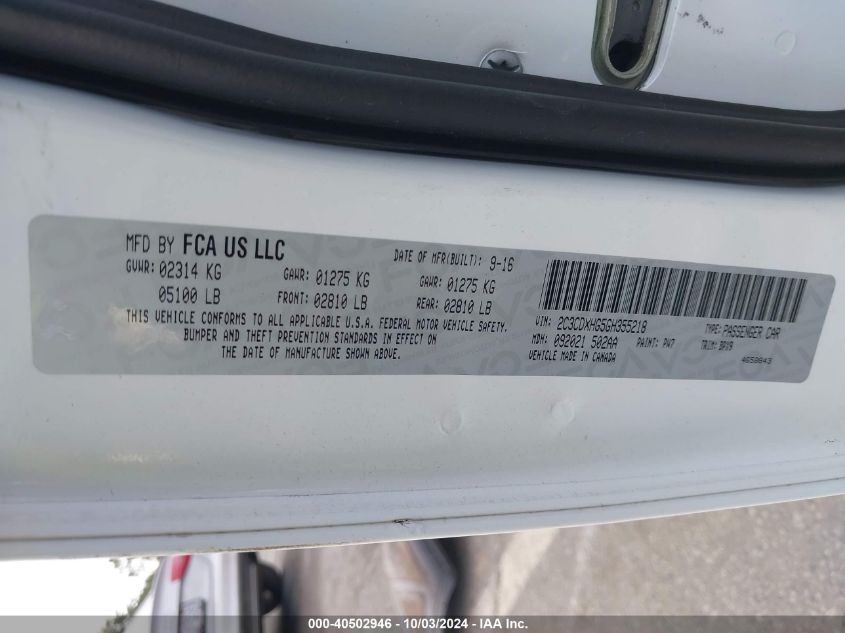 MFD BY FCA US LLC
DATE OF MFR(BUILT): 9-16
GVWR: 02314 KG
GAWR: 01275 KG
GAWR: 01275 KG
05100 LB
FRONT: 02810 LB
REAR: 02810 LB
THIS VEHICLE CONFORMS TO ALL APPLICABLE U.S.A. FEDERAL MOTOR VEHICLE SAFETY,
BUMPER AND THEFT PREVENTION STANDARDS IN EFFECT ON
THE DATE OF MANUFACTURE SHOWN ABOVE.
VIN: 2C3CDXHG5GH355218
TYPE: PASSENGER CAR
MDH: 092021 502AA
PAINT: PW7
TRIM:
VEHICLE MADE IN CANADA
000-40502946 - 10/03/2024 - IAA Inc.